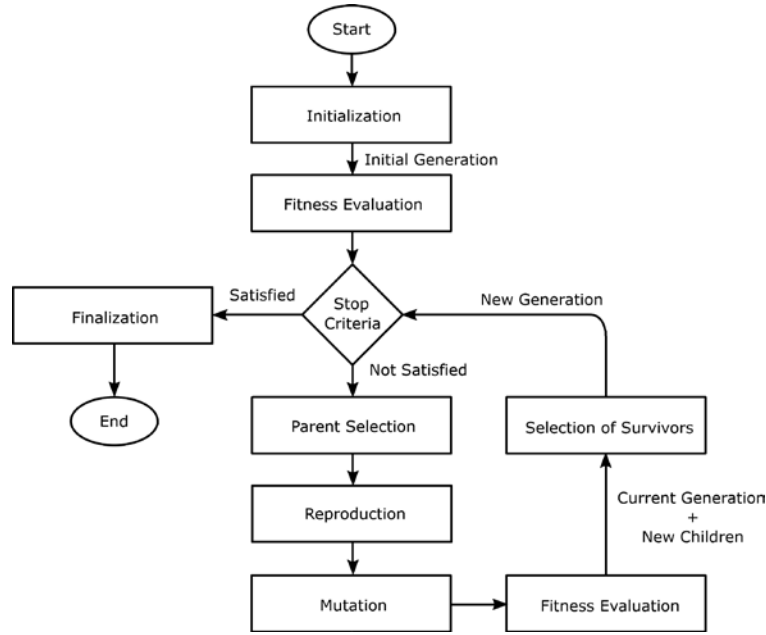 Start
Initialization
Initial Generation
Fitness Evaluation
Satisfied
Stop
Criteria
New Generation
Finalization
Not Satisfied
End
Parent Selection
Selection of Survivors
Reproduction
Current Generation
+
New Children
Mutation
Fitness Evaluation